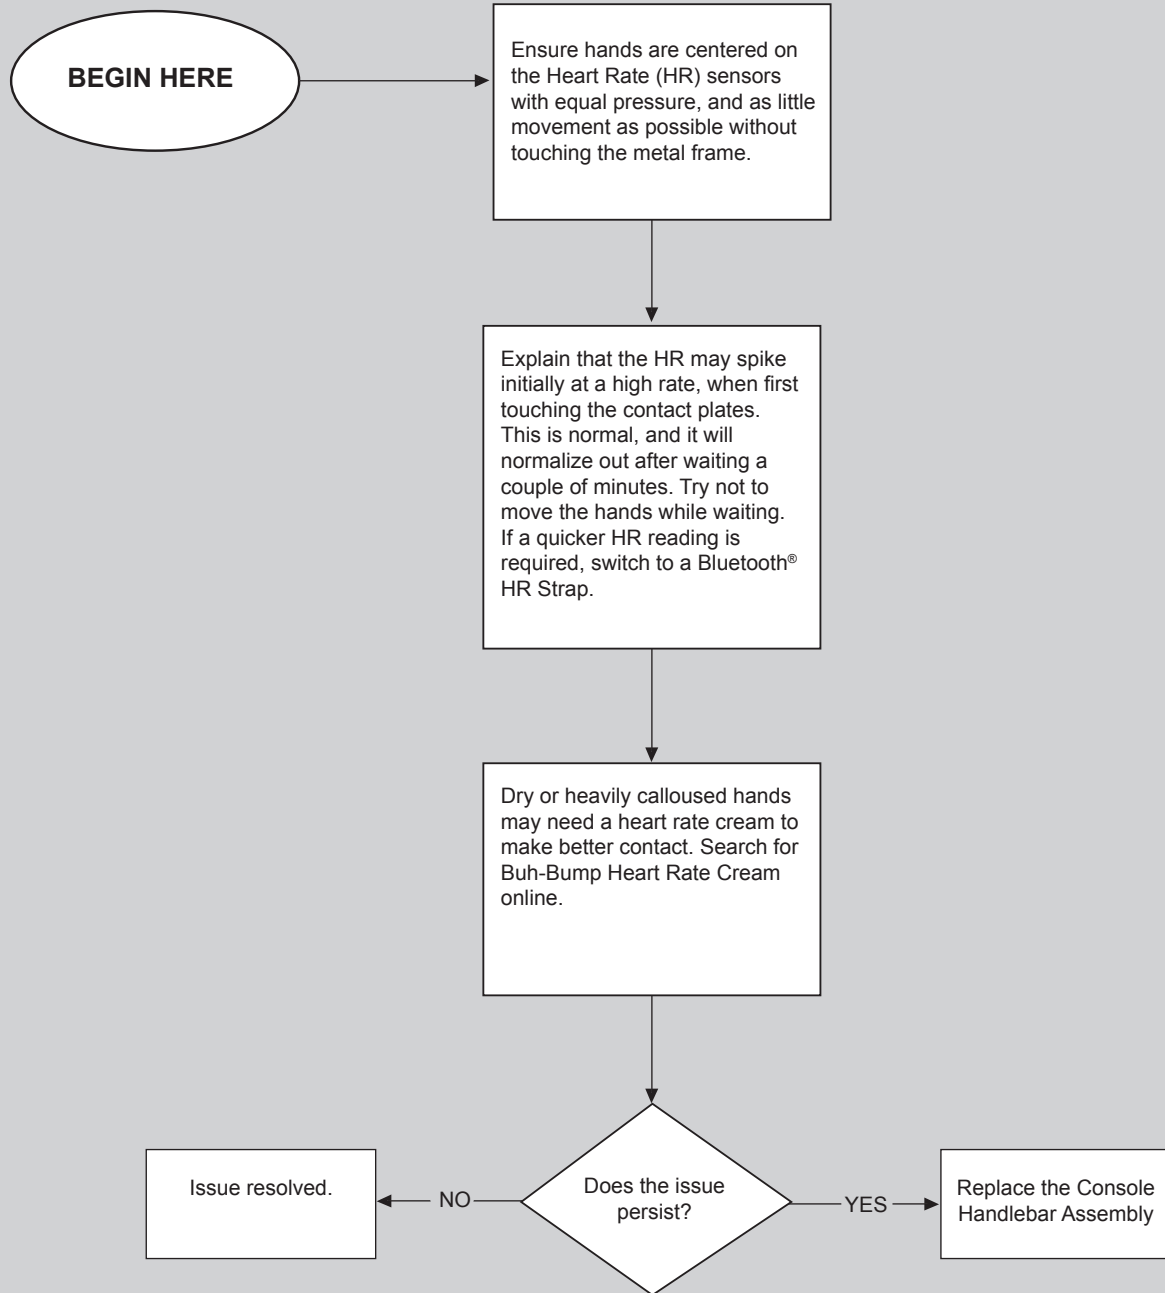 BEGIN HERE
Ensure hands are centered on
the Heart Rate (HR) sensors
with equal pressure, and as little
movement as possible without
touching the metal frame.
Explain that the HR may spike
initially at a high rate, when first
touching the contact plates.
This is normal, and it will
normalize out after waiting a
couple of minutes. Try not to
move the hands while waiting.
If a quicker HR reading is
required, switch to a Bluetooth®
HR Strap.
Dry or heavily calloused hands
may need a heart rate cream to
make better contact. Search for
Buh-Bump Heart Rate Cream
online.
Does the issue
persist?
NO
Issue resolved.
YES
Replace the Console
Handlebar Assembly